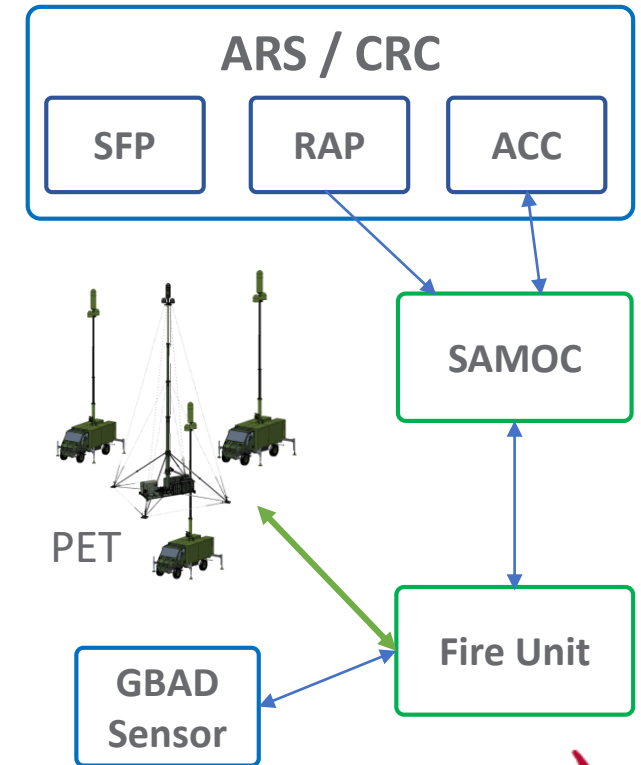 ARS / CRC
SFP
RAP
ACC
SAMOC
PET
Fire Unit
GBAD
Sensor